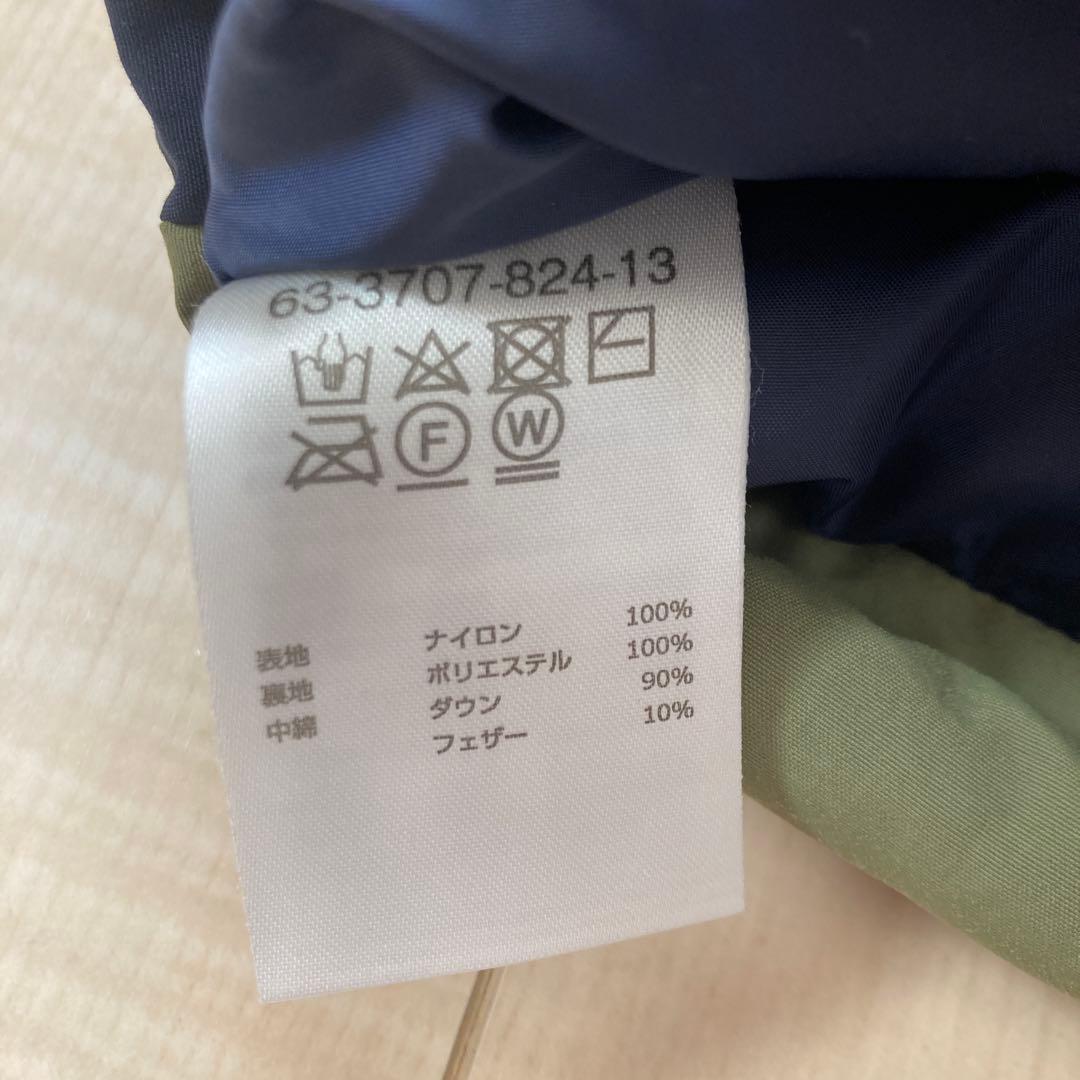 63-3707-824-13
F W
表地 ナイロン 100%
裏地 ポリエステル 100%
中綿 ダウン 90%
フェザー 10%